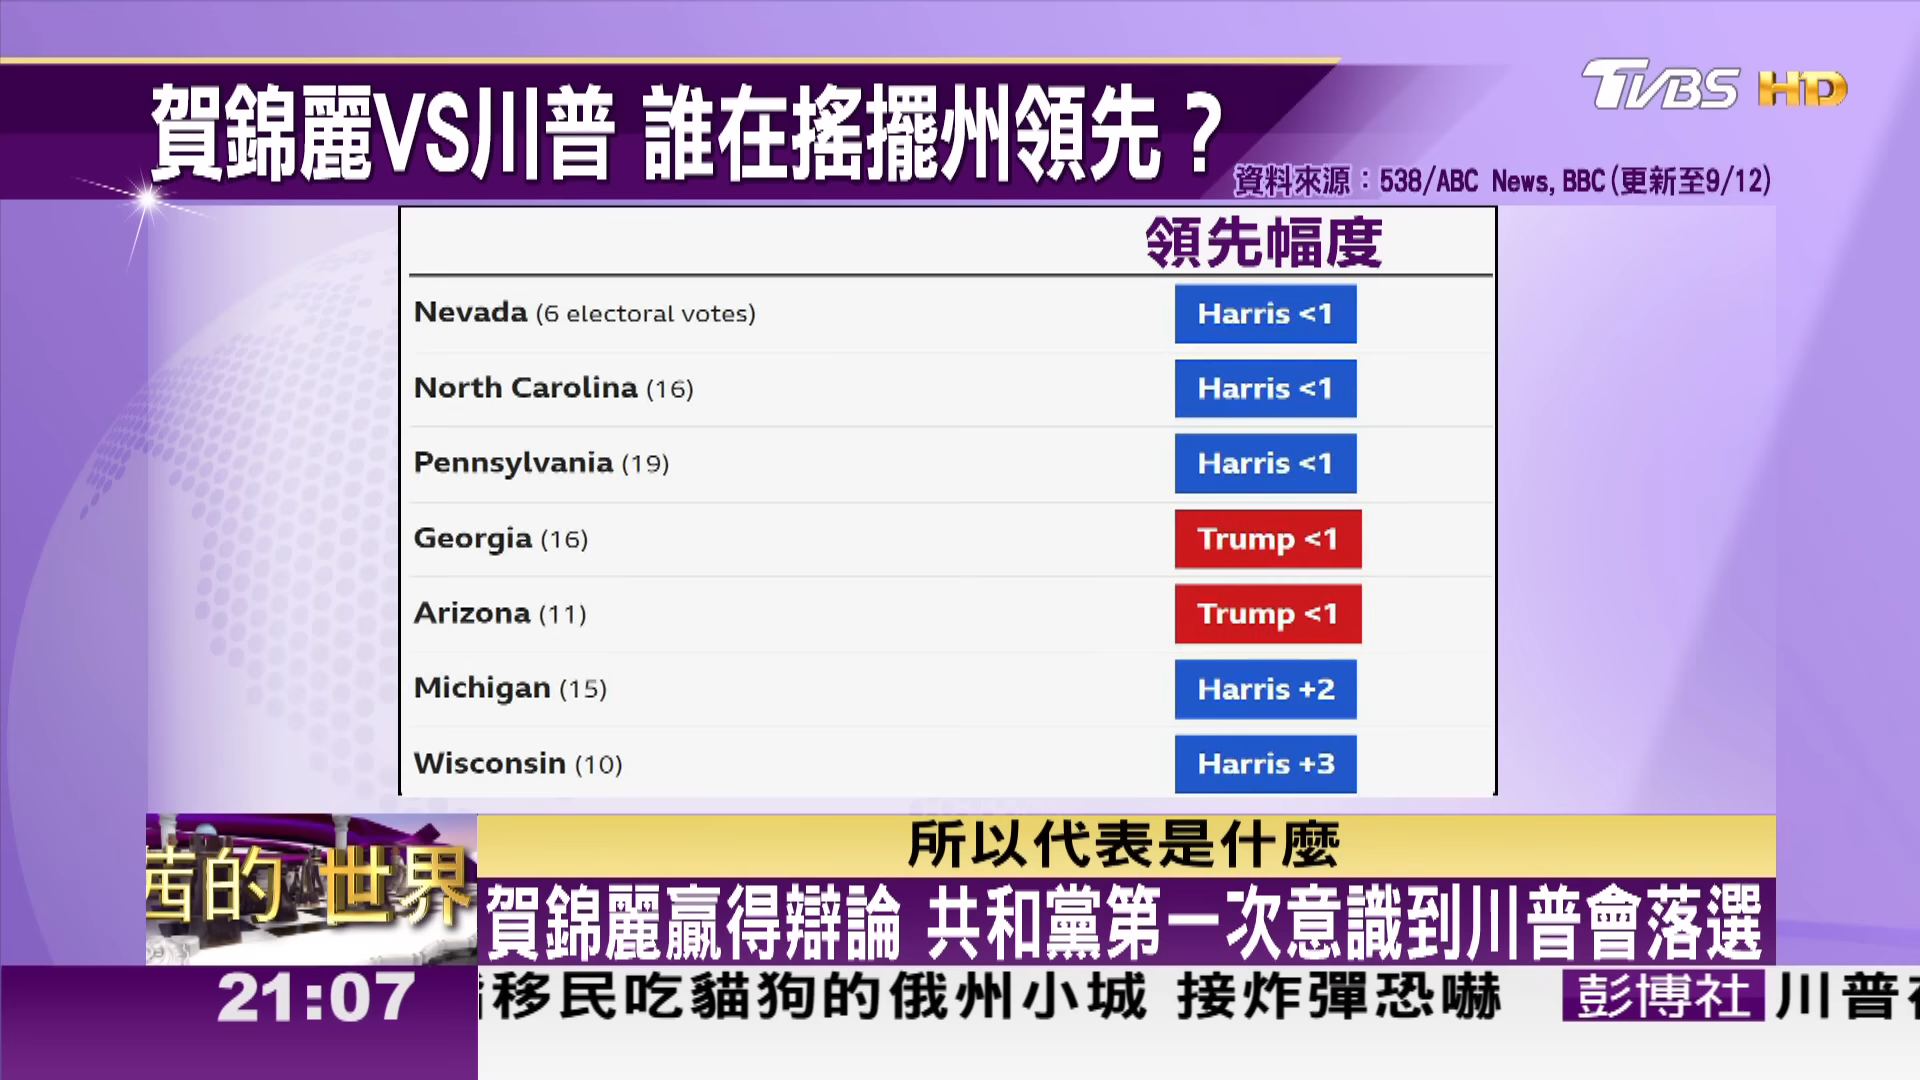 賀錦麗VS川普 誰在搖擺州領先？
TVBS HD
資料來源：538/ABC News, BBC(更新至9/12)
領先幅度
Nevada (6 electoral votes) Harris <1
North Carolina (16) Harris <1
Pennsylvania (19) Harris <1
Georgia (16) Trump <1
Arizona (11) Trump <1
Michigan (15) Harris +2
Wisconsin (10) Harris +3
所以代表是什麼
茜的 世界
賀錦麗贏得辯論 共和黨第一次意識到川普會落選
21:07
移民吃貓狗的俄州小城 接炸彈恐嚇 彭博社 川普